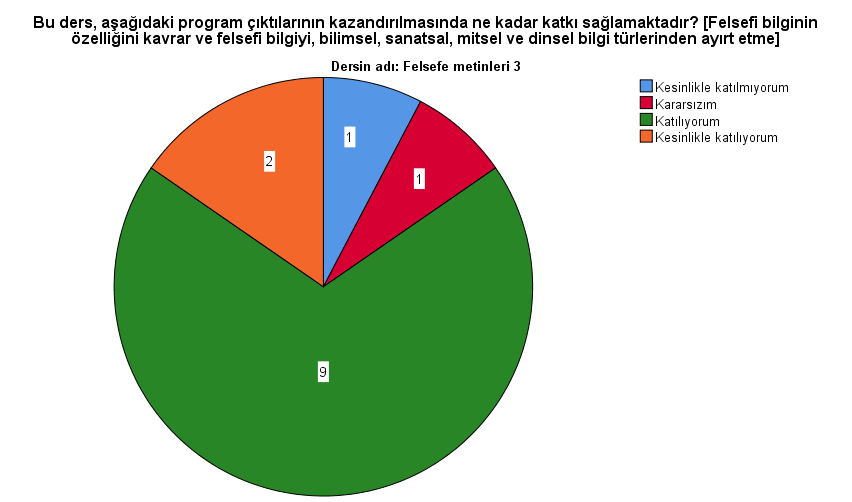 Bu ders, aşağıdaki program çıktılarının kazandırılmasında ne kadar katkı sağlamaktadır? [Felsefi bilginin
özelliğini kavrar ve felsefi bilgiyi, bilimsel, sanatsal, mitsel ve dinsel bilgi türlerinden ayırt etme]
Dersin adı: Felsefe metinleri 3
Kesinlikle katılmıyorum
Kararsızım
Katılıyorum
Kesinlikle katılıyorum
1
2
1
9